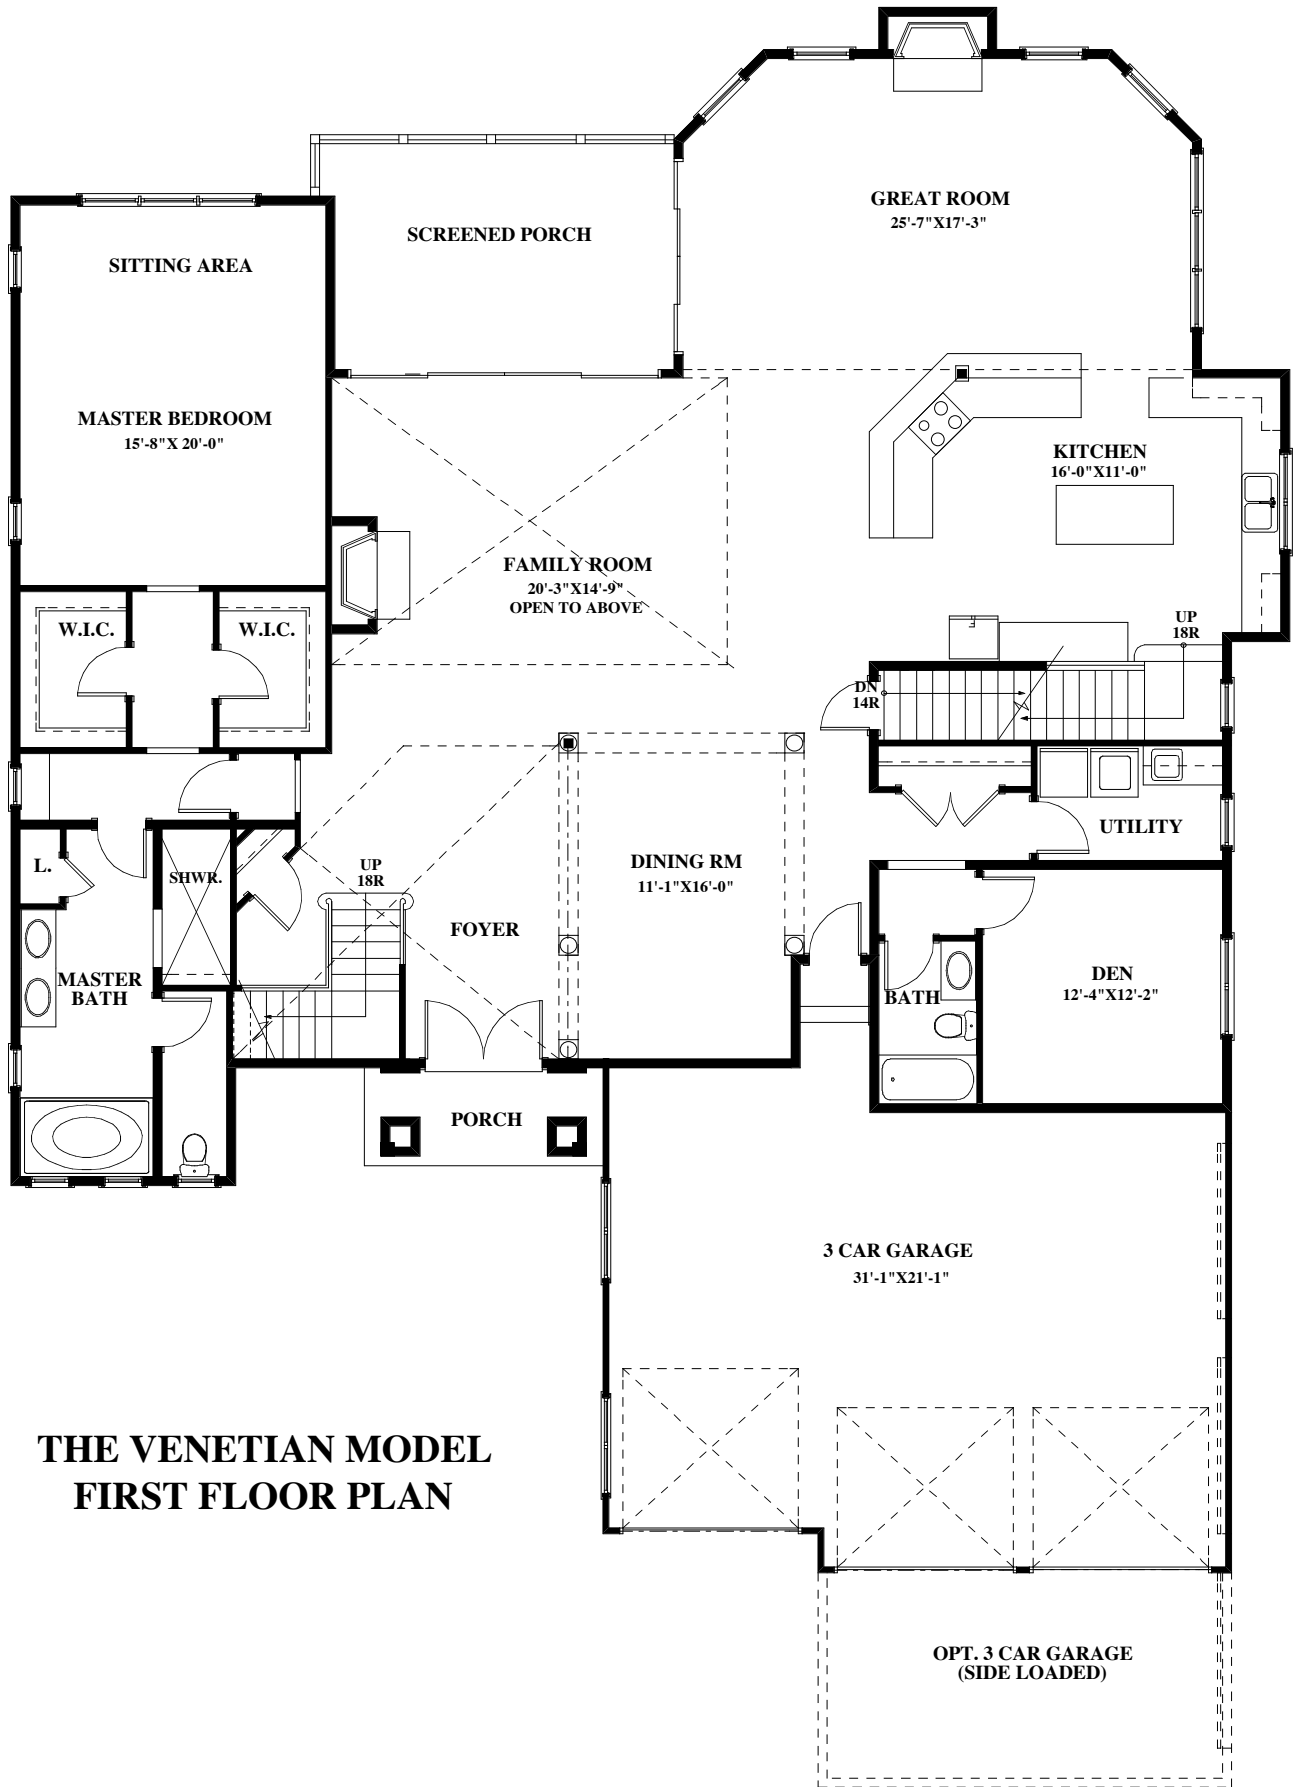 GREAT ROOM
25'-7"X17'-3"
SCREENED PORCH
SITTING AREA
MASTER BEDROOM
15'-8"X 20'-0"
KITCHEN
16'-0"X11'-0"
FAMILY ROOM
20'-3"X14'-9"
OPEN TO ABOVE
W.I.C.
W.I.C.
UP
18R
DN
14R
UTILITY
L.
SHWR.
UP
18R
DINING RM
11'-1"X16'-0"
FOYER
MASTER
BATH
BATH
DEN
12'-4"X12'-2"
PORCH
3 CAR GARAGE
31'-1"X21'-1"
THE VENETIAN MODEL
FIRST FLOOR PLAN
OPT. 3 CAR GARAGE
(SIDE LOADED)